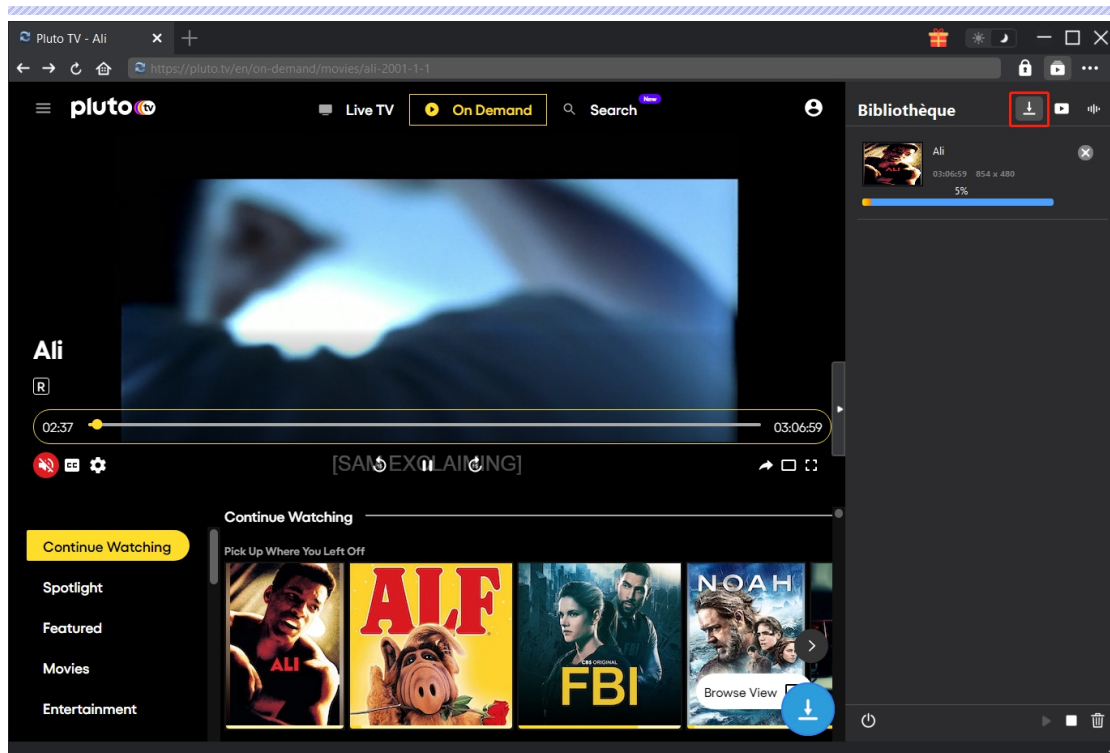 Pluto TV - Ali
https://pluto.tv/en/on-demand/movies/ali-2001-1-1
pluto tv
Live TV
On Demand
Search
New
Bibliothèque
Ali
03:06:59 854 x 480
5%
Ali
R
02:37
03:06:59
CC
[SAM EXCLAIMING]
Continue Watching
Continue Watching
Pick Up Where You Left Off
Spotlight
Featured
Movies
Entertainment
ALI
ALF
CBS ORIGINAL
FBI
NOAH
Browse View